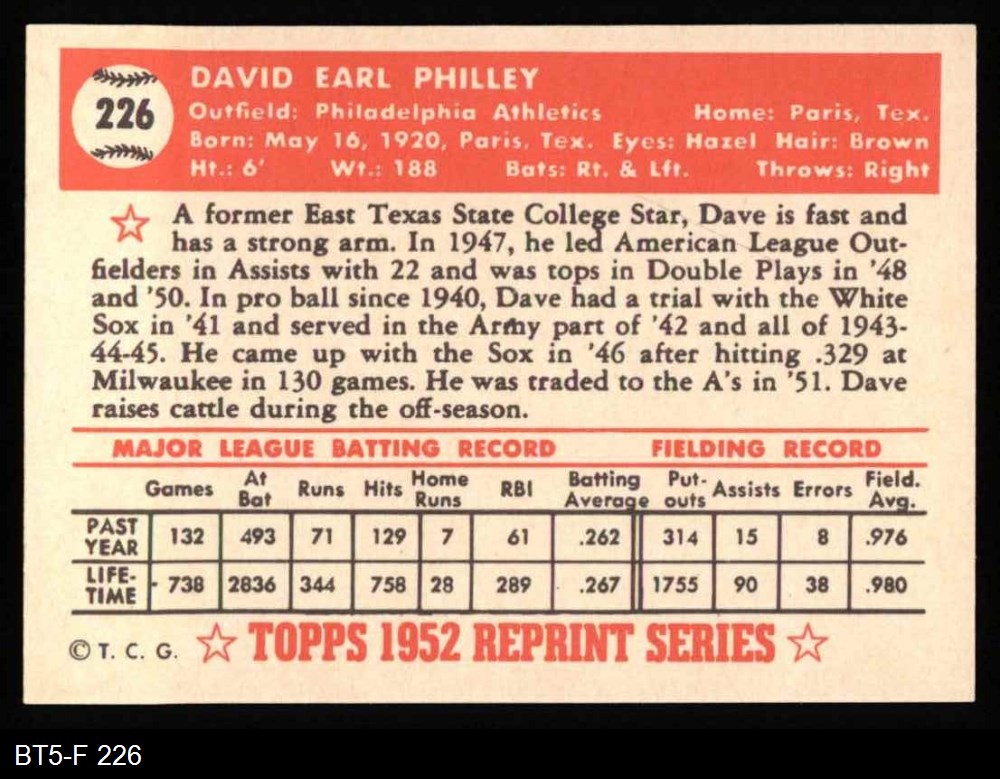 226
DAVID EARL PHILLEY
Outfield: Philadelphia Athletics Home: Paris, Tex.
Born: May 16, 1920, Paris, Tex. Eyes: Hazel Hair: Brown
Ht.: 6' Wt.: 188 Bats: Rt. & Lft. Throws: Right
A former East Texas State College Star, Dave is fast and
has a strong arm. In 1947, he led American League Out-
fielders in Assists with 22 and was tops in Double Plays in '48
and '50. In pro ball since 1940, Dave had a trial with the White
Sox in '41 and served in the Army part of '42 and all of 1943-
44-45. He came up with the Sox in '46 after hitting .329 at
Milwaukee in 130 games. He was traded to the A's in '51. Dave
raises cattle during the off-season.
MAJOR LEAGUE BATTING RECORD FIELDING RECORD
Games At Bat Runs Hits Home Runs RBI Batting Average Put-outs Assists Errors Field. Avg.
PAST YEAR 132 493 71 129 7 61 .262 314 15 8 .976
LIFE-TIME 738 2836 344 758 28 289 .267 1755 90 38 .980
© T. C. G. TOPPS 1952 REPRINT SERIES
BT5-F 226